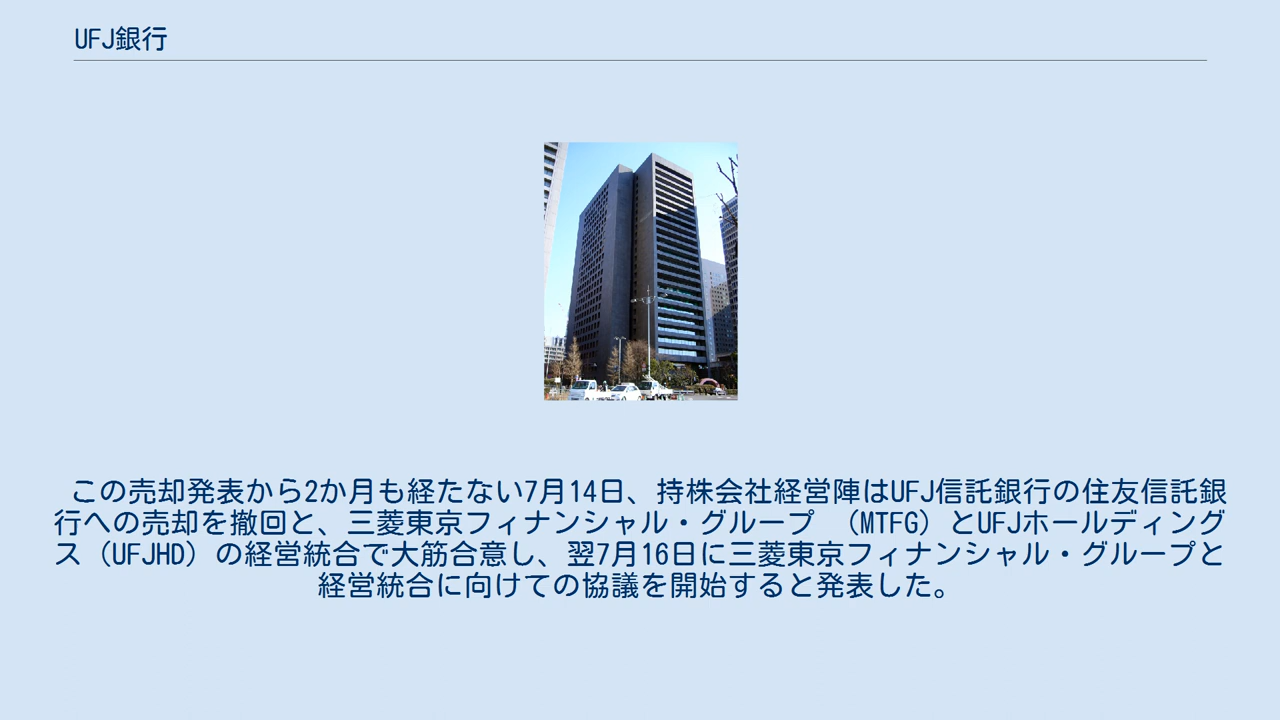 UFJ銀行
この売却発表から2か月も経たない7月14日、持株会社経営陣はUFJ信託銀行の住友信託銀
行への売却を撤回と、三菱東京フィナンシャル・グループ （MTFG）とUFJホールディング
ス（UFJHD）の経営統合で大筋合意し、翌7月16日に三菱東京フィナンシャル・グループと
経営統合に向けての協議を開始すると発表した。